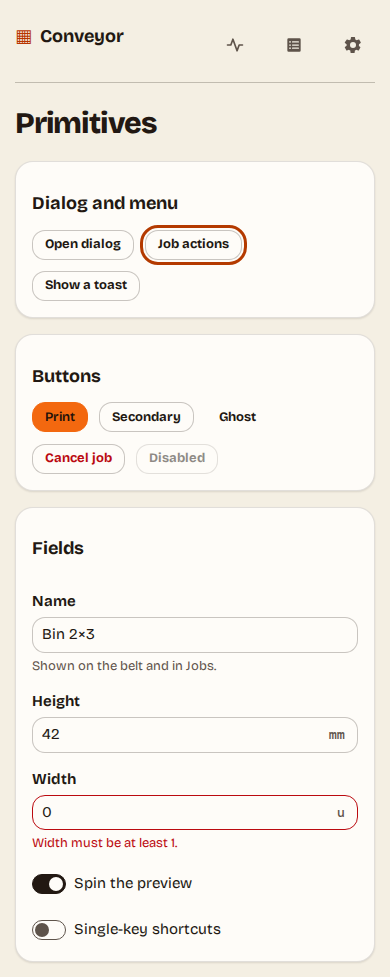 Conveyor
Primitives
Dialog and menu
Open dialog Job actions
Show a toast
Buttons
Print Secondary Ghost
Cancel job Disabled
Fields
Name
Bin 2×3
Shown on the belt and in Jobs.
Height
42 mm
Width
0 u
Width must be at least 1.
Spin the preview
Single-key shortcuts